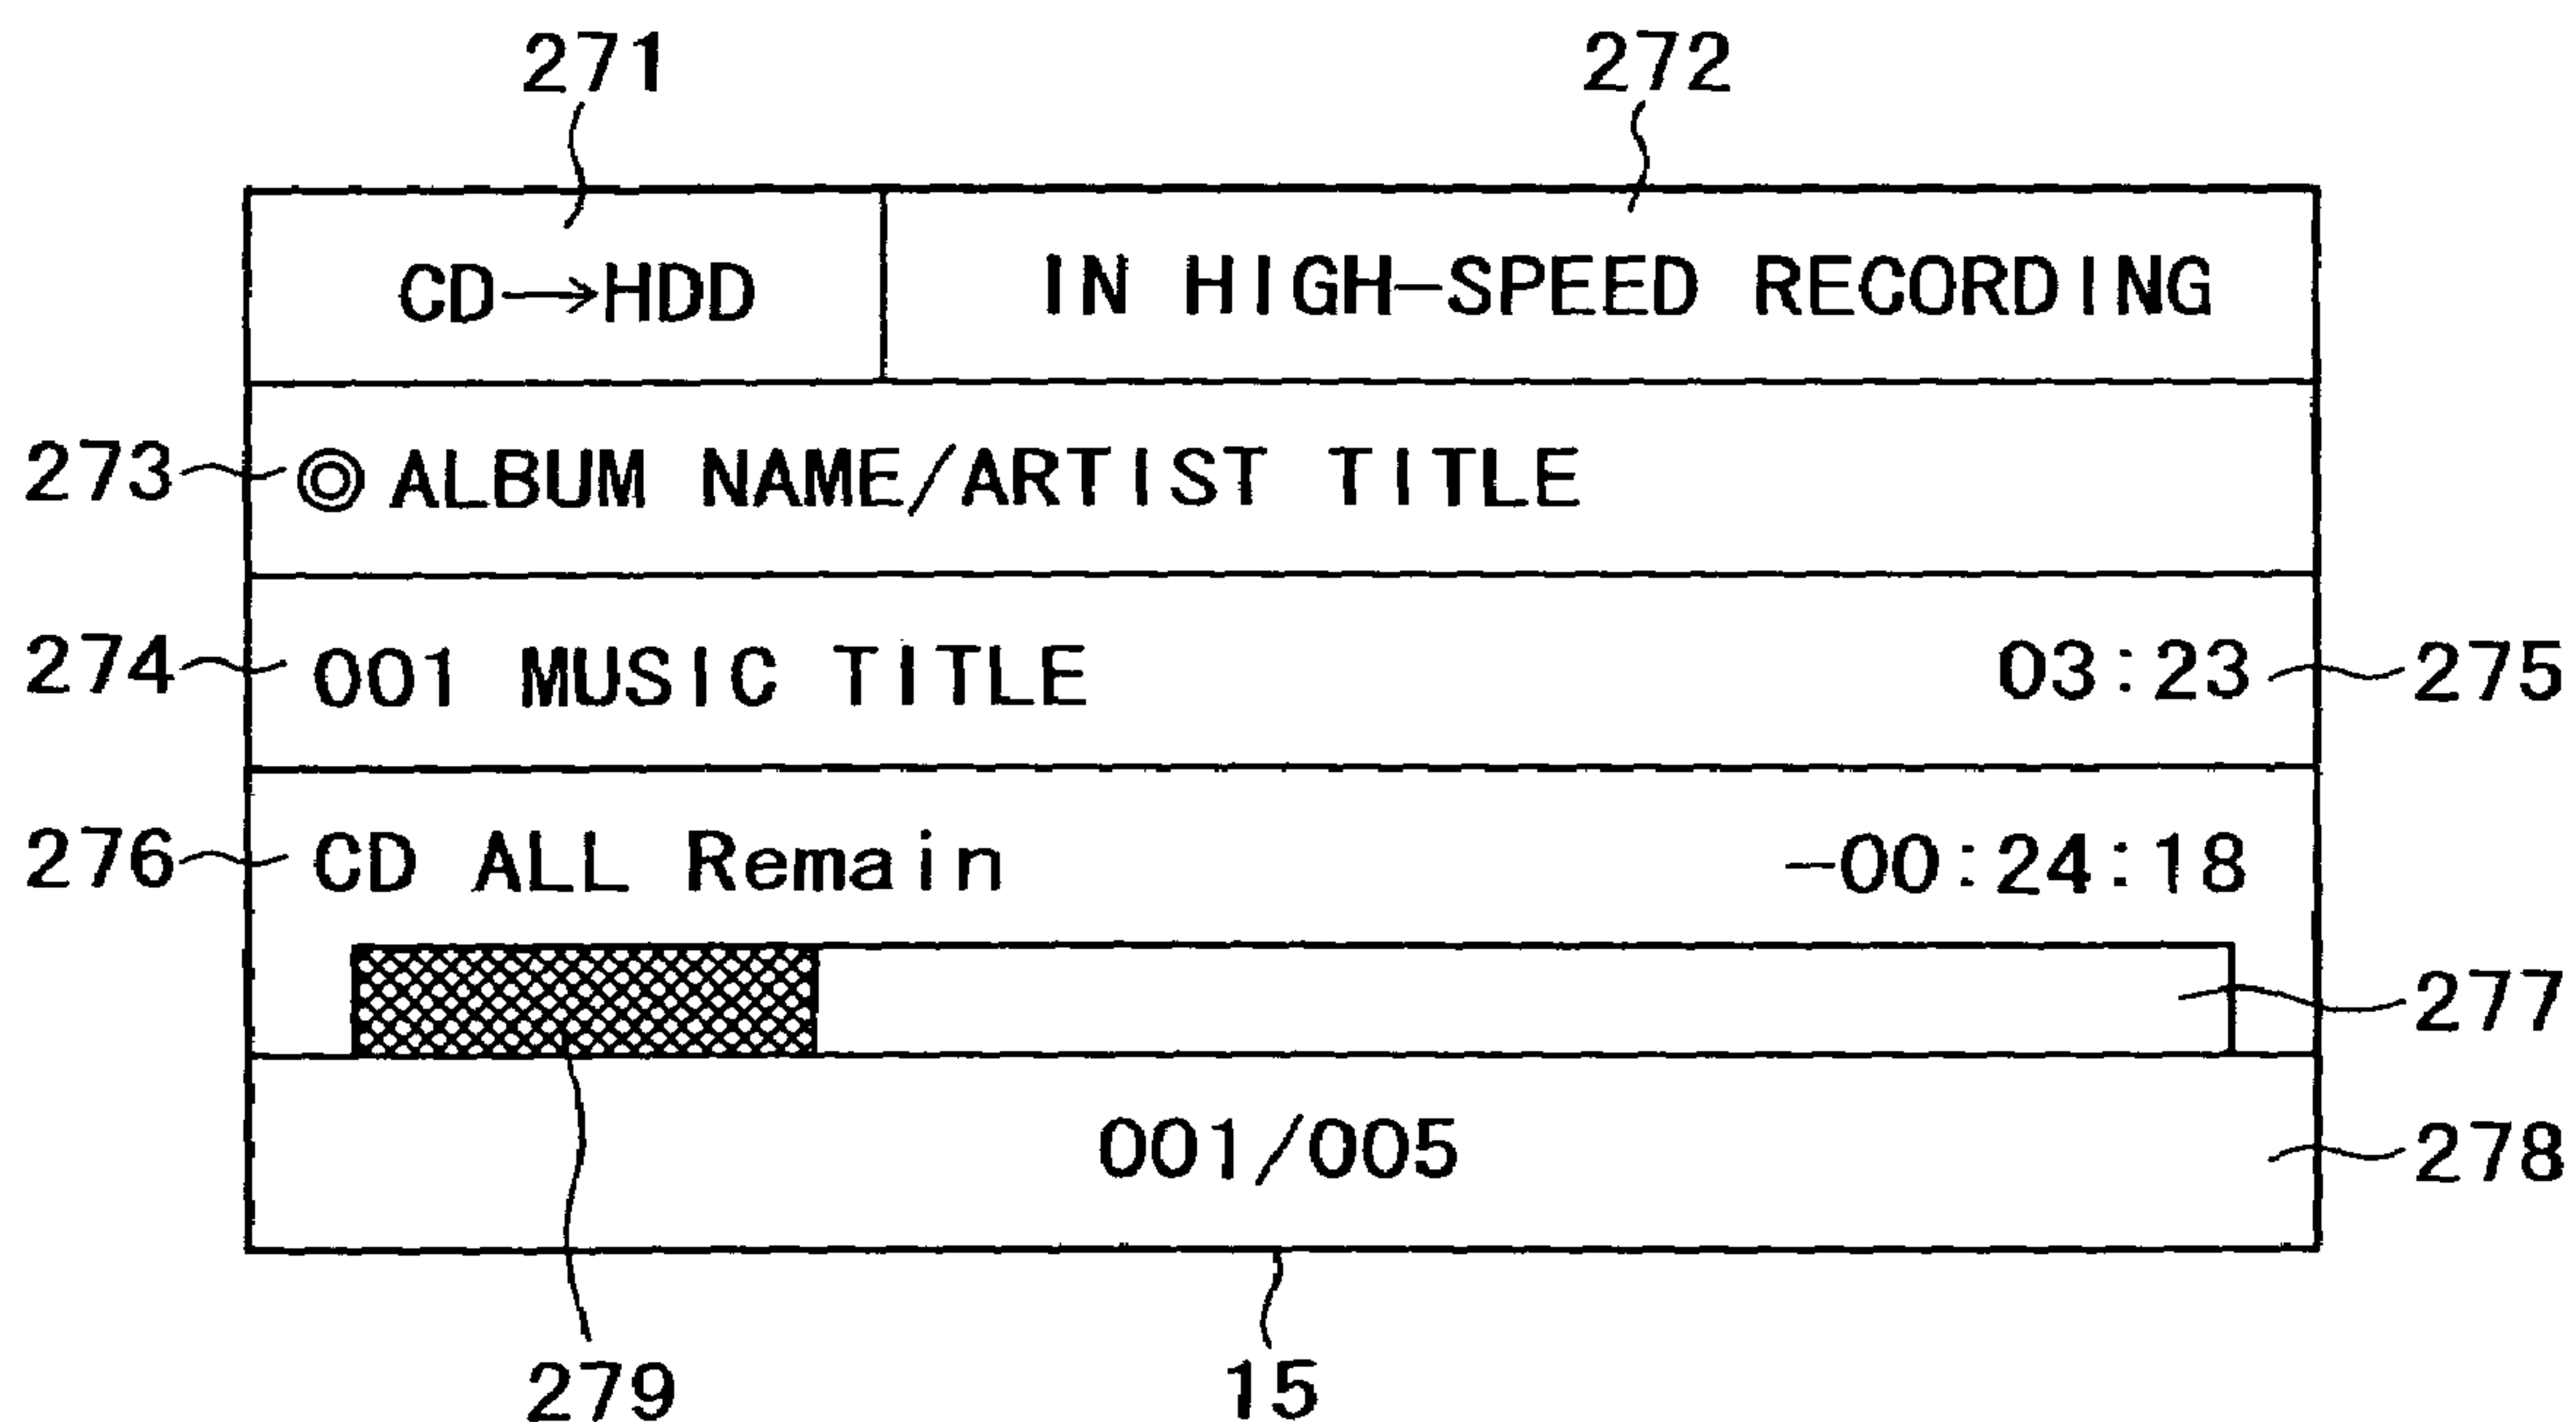 271 272
CD→HDD IN HIGH-SPEED RECORDING
273 ◎ ALBUM NAME/ARTIST TITLE
274 001 MUSIC TITLE 03:23 275
276 CD ALL Remain -00:24:18
277
001/005 278
279 15